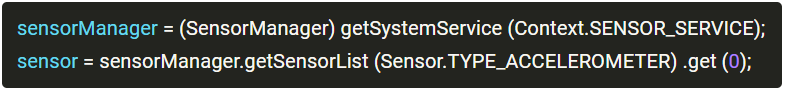 sensorManager = (SensorManager) getSystemService (Context.SENSOR_SERVICE);
sensor = sensorManager.getSensorList (Sensor.TYPE_ACCELEROMETER) .get (0);